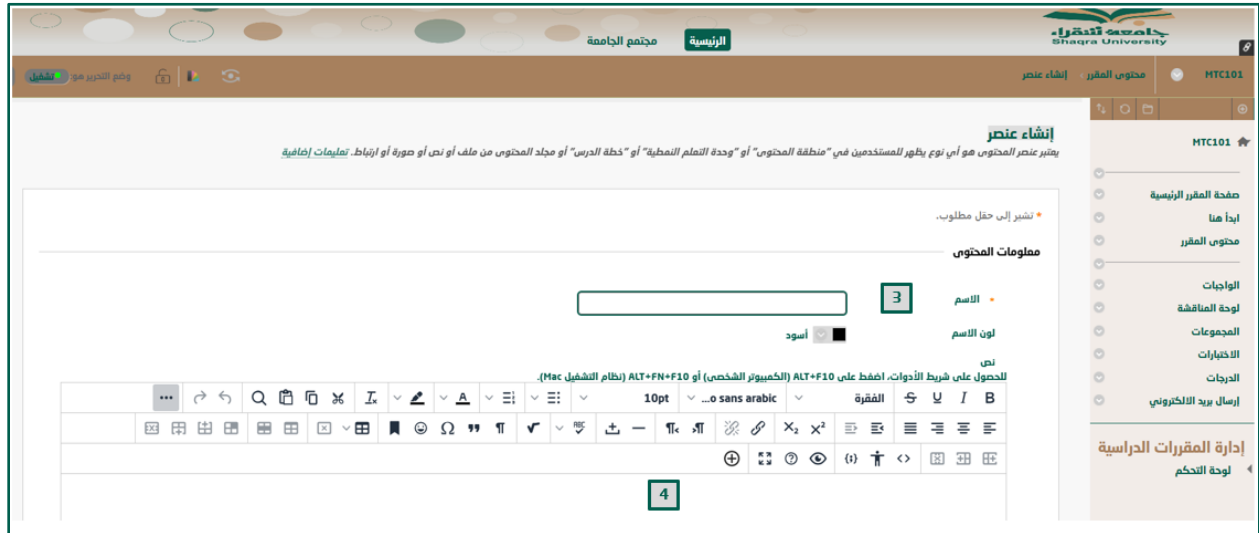 جامعة شقراء
Shaqra University
الرئيسية
مجتمع الجامعة
MTC101
محتوى المقرر
إنشاء عنصر
وضع التحرير هو:
تشغيل
MTC101
صفحة المقرر الرئيسية
ابدأ هنا
محتوى المقرر
الواجبات
لوحة المناقشة
المجموعات
الاختبارات
الدرجات
إرسال بريد الالكتروني
إدارة المقررات الدراسية
لوحة التحكم
إنشاء عنصر
يعتبر عنصر المحتوى هو أي نوع يظهر للمستخدمين في "منطقة المحتوى" أو "وحدة التعلم النمطية" أو "خطة الدرس" أو مجلد المحتوى من ملف أو نص أو صورة أو ارتباط. تعليمات إضافية
* تشير إلى حقل مطلوب.
معلومات المحتوى
* الاسم
3
لون الاسم
أسود
نص
للحصول على شريط الأدوات، اضغط على ALT+F10 (الكمبيوتر الشخصي) أو ALT+FN+F10 (نظام التشغيل Mac).
الفقرة
...o sans arabic
10pt
4